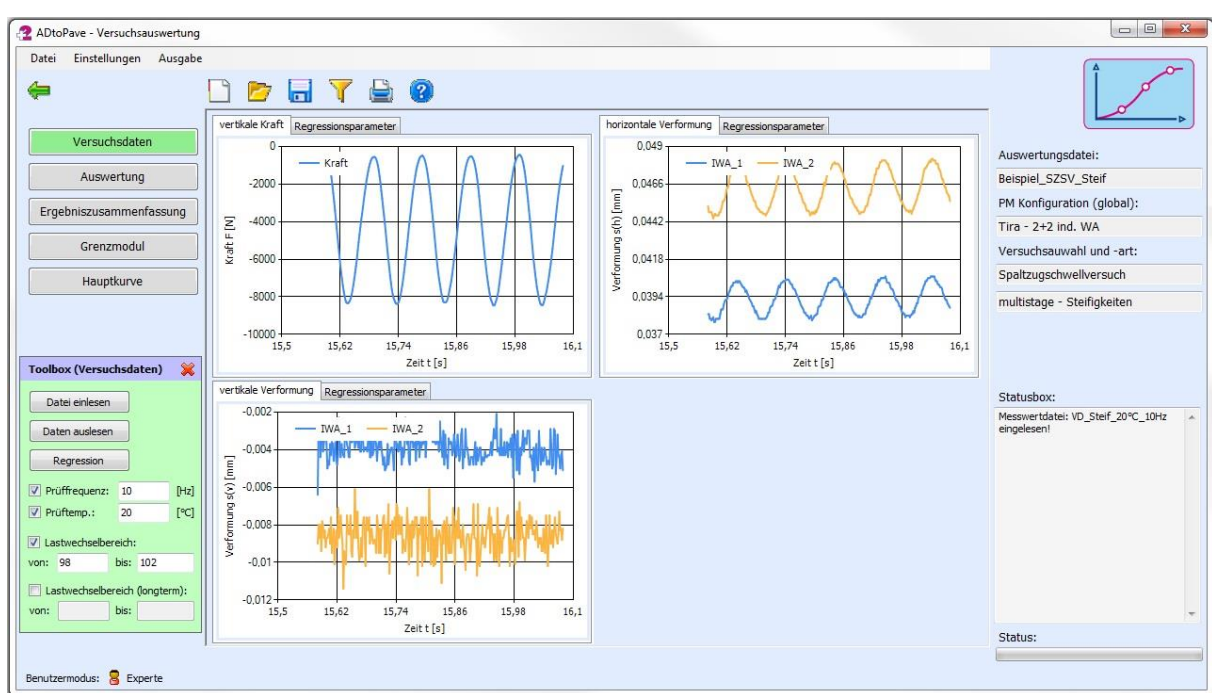 ADtoPave - Versuchsauswertung
Datei Einstellungen Ausgabe
Versuchsdaten
Auswertung
Ergebniszusammenfassung
Grenzmodul
Hauptkurve
Toolbox (Versuchsdaten)
Datei einlesen
Daten auslesen
Regression
Prüffrequenz: 10 [Hz]
Prüftemp.: 20 [°C]
Lastwechselbereich:
von: 98 bis: 102
Lastwechselbereich (longterm):
von: bis:
Benutzermodus: Experte
vertikale Kraft Regressionsparameter
Kraft
Kraft F [N]
0
-2000
-4000
-6000
-8000
-10000
15,5 15,62 15,74 15,86 15,98 16,1
Zeit t [s]
horizontale Verformung Regressionsparameter
IWA_1 IWA_2
Verformung s(h) [mm]
0,049
0,0466
0,0442
0,0418
0,0394
0,037
15,5 15,62 15,74 15,86 15,98 16,1
Zeit t [s]
vertikale Verformung Regressionsparameter
IWA_1 IWA_2
Verformung s(v) [mm]
-0,002
-0,004
-0,006
-0,008
-0,01
-0,012
15,5 15,62 15,74 15,86 15,98 16,1
Zeit t [s]
Auswertungsdatei:
Beispiel_SZSV_Steif
PM Konfiguration (global):
Tira - 2+2 ind. WA
Versuchsauwahl und -art:
Spaltzugschwellversuch
multistage - Steifigkeiten
Statusbox:
Messwertdatei: VD_Steif_20°C_10Hz
eingelesen!
Status: